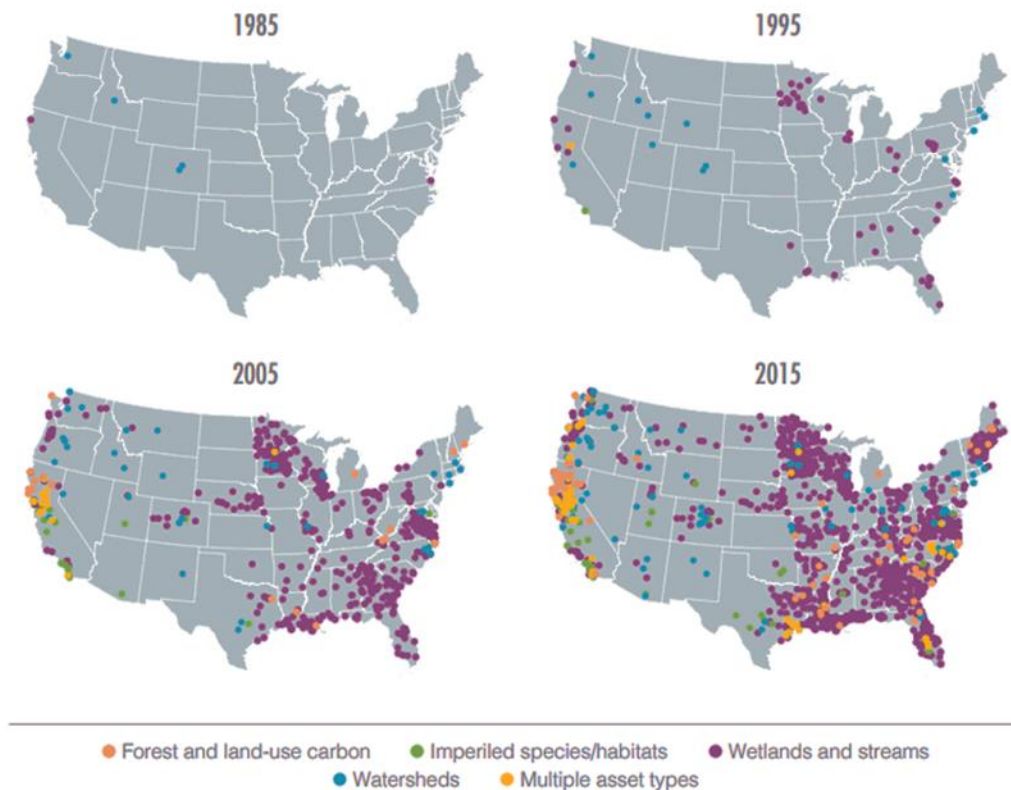 1985
1995
2005
2015
Forest and land-use carbon
Imperiled species/habitats
Wetlands and streams
Watersheds
Multiple asset types